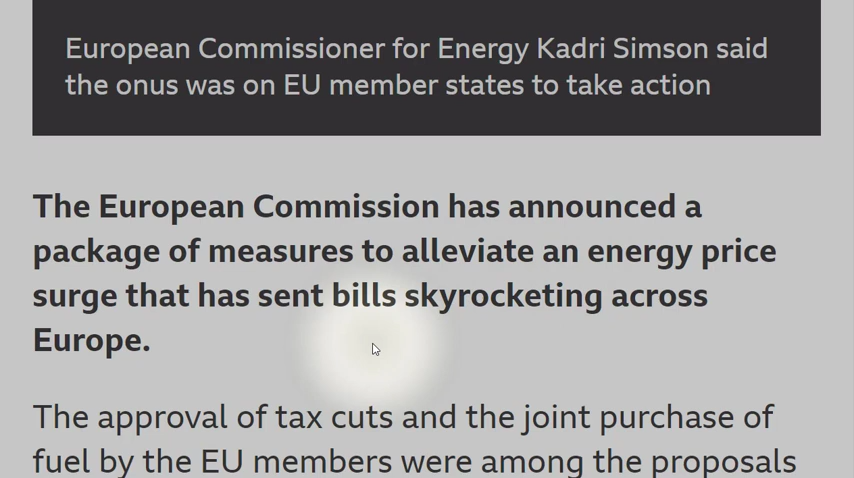 European Commissioner for Energy Kadri Simson said
the onus was on EU member states to take action
The European Commission has announced a
package of measures to alleviate an energy price
surge that has sent bills skyrocketing across
Europe.
The approval of tax cuts and the joint purchase of
fuel by the EU members were among the proposals